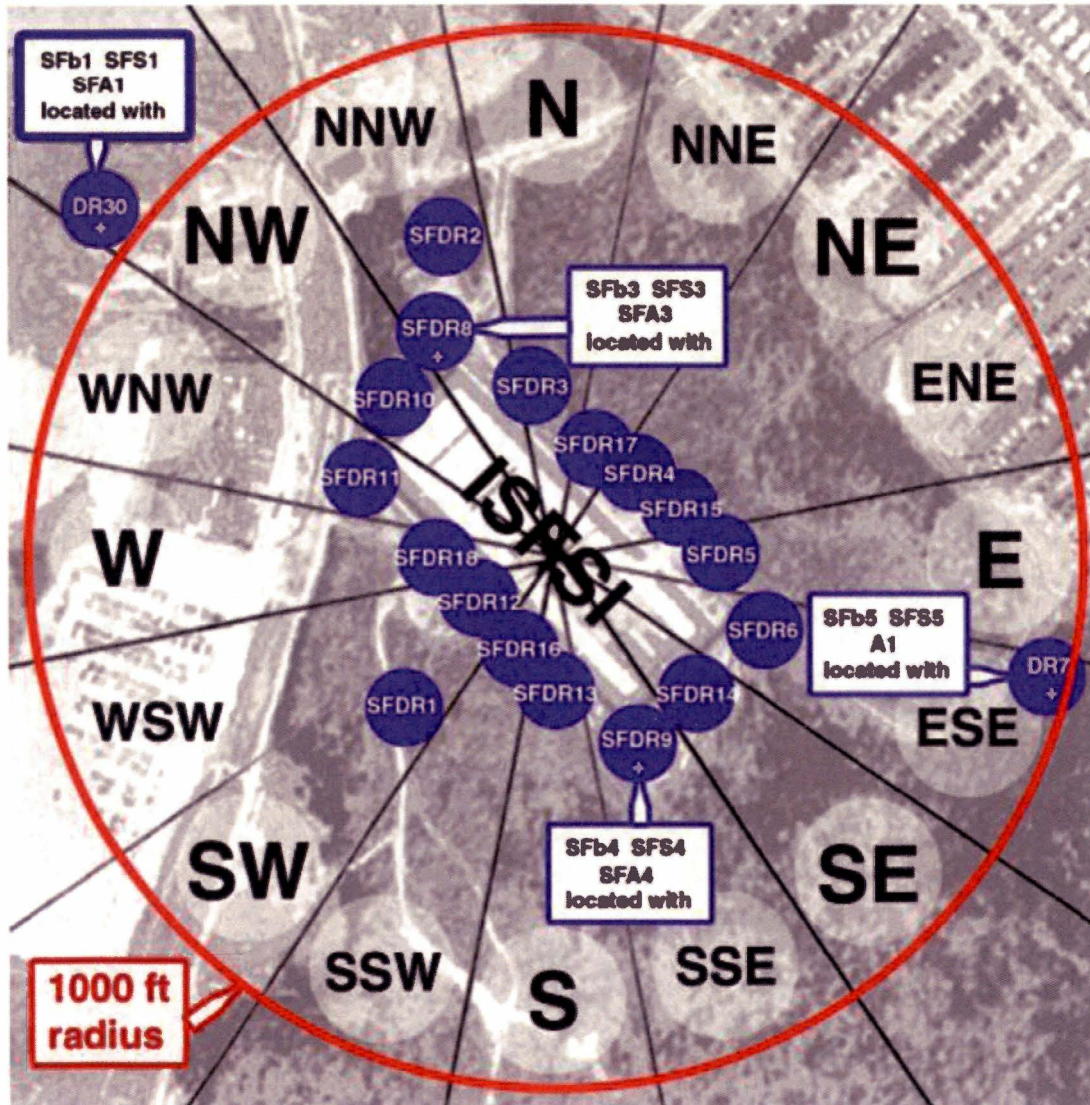 SFb1 SFS1
SFA1
located with
DR30
NNW
N
NNE
NW
SFDR2
NE
SFb3 SFS3
SFA3
located with
SFDR8
WNW
SFDR10
SFDR3
ENE
SFDR17
SFDR4
SFDR11
SFDR15
ISFSI
W
SFDR18
SFDR5
E
SFDR12
SFDR6
SFb5 SFS5
A1
located with
DR7
SFDR16
SFDR13
SFDR14
SFDR1
WSW
SFDR9
ESE
SFb4 SFS4
SFA4
located with
SW
SE
SSW
S
SSE
1000 ft
radius